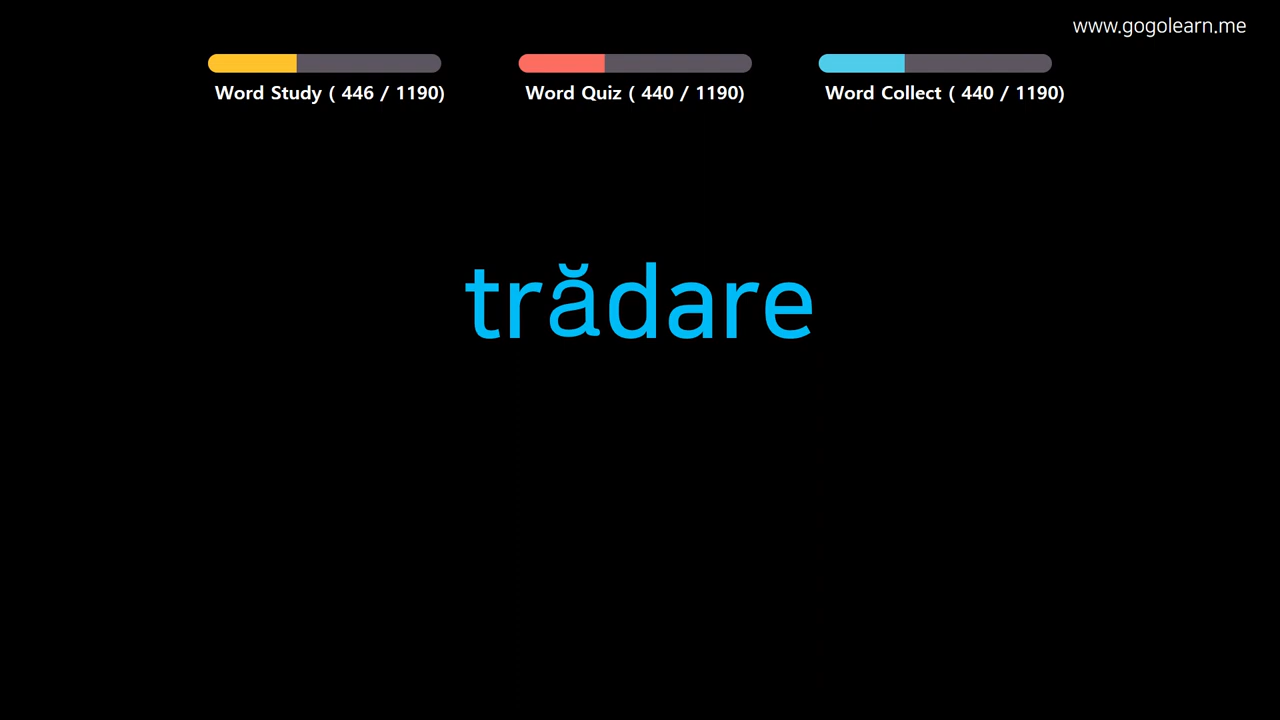 www.gogolearn.me
Word Study ( 446 / 1190)
Word Quiz ( 440 / 1190)
Word Collect ( 440 / 1190)
trădare